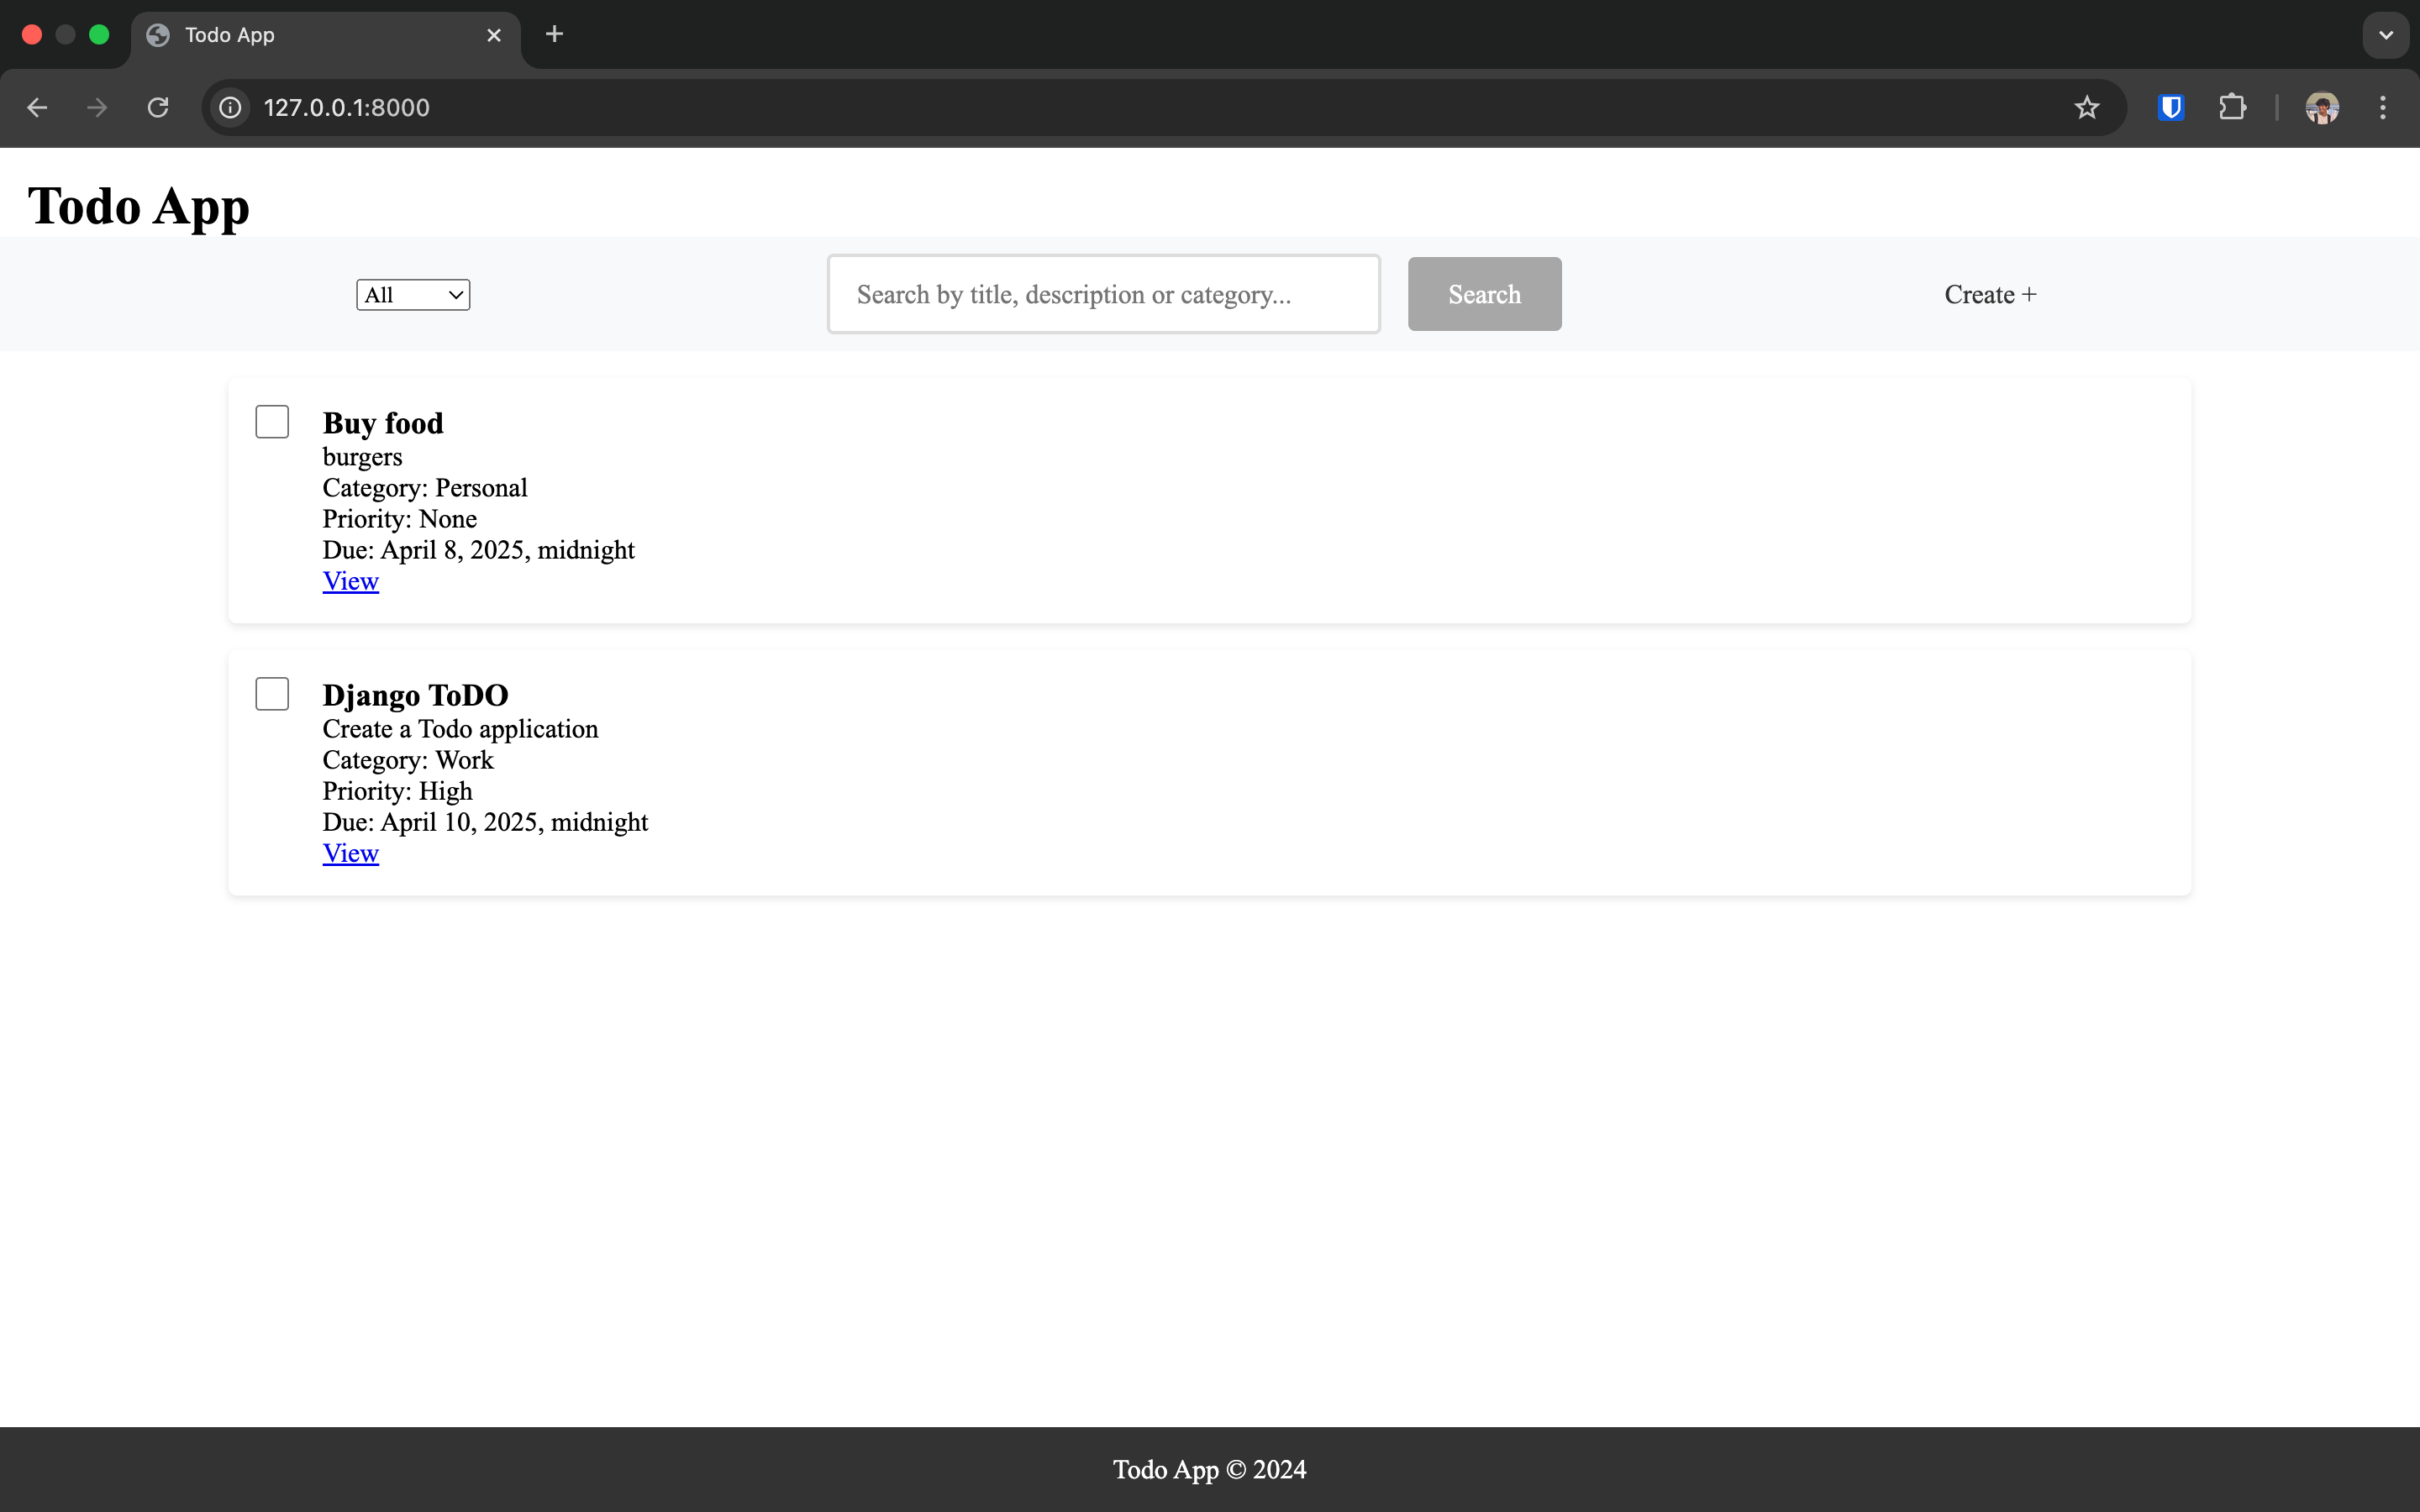 Todo App
127.0.0.1:8000
Todo App
All
Search by title, description or category...
Search
Create +
Buy food
burgers
Category: Personal
Priority: None
Due: April 8, 2025, midnight
View
Django ToDO
Create a Todo application
Category: Work
Priority: High
Due: April 10, 2025, midnight
View
Todo App © 2024